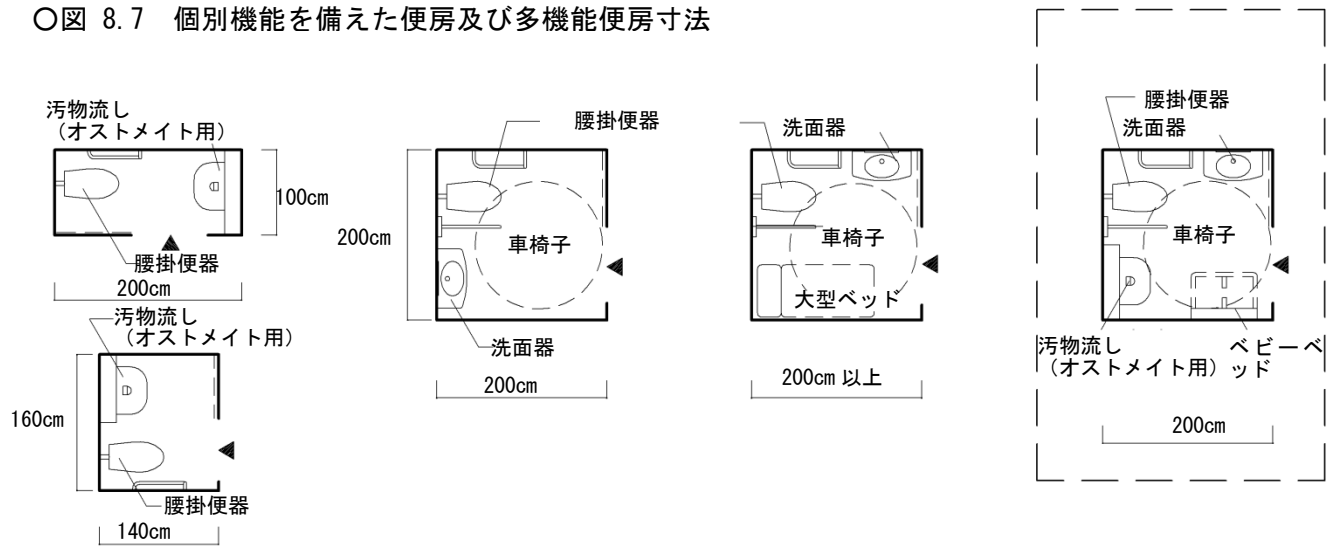 〇図 8.7 個別機能を備えた便房及び多機能便房寸法
汚物流し
（オストメイト用）
100cm
腰掛便器
200cm
汚物流し
（オストメイト用）
160cm
腰掛便器
140cm
腰掛便器
200cm
車椅子
洗面器
200cm
洗面器
車椅子
大型ベッド
200cm 以上
腰掛便器
洗面器
車椅子
汚物流し
（オストメイト用）
ベビーベ
ッド
200cm